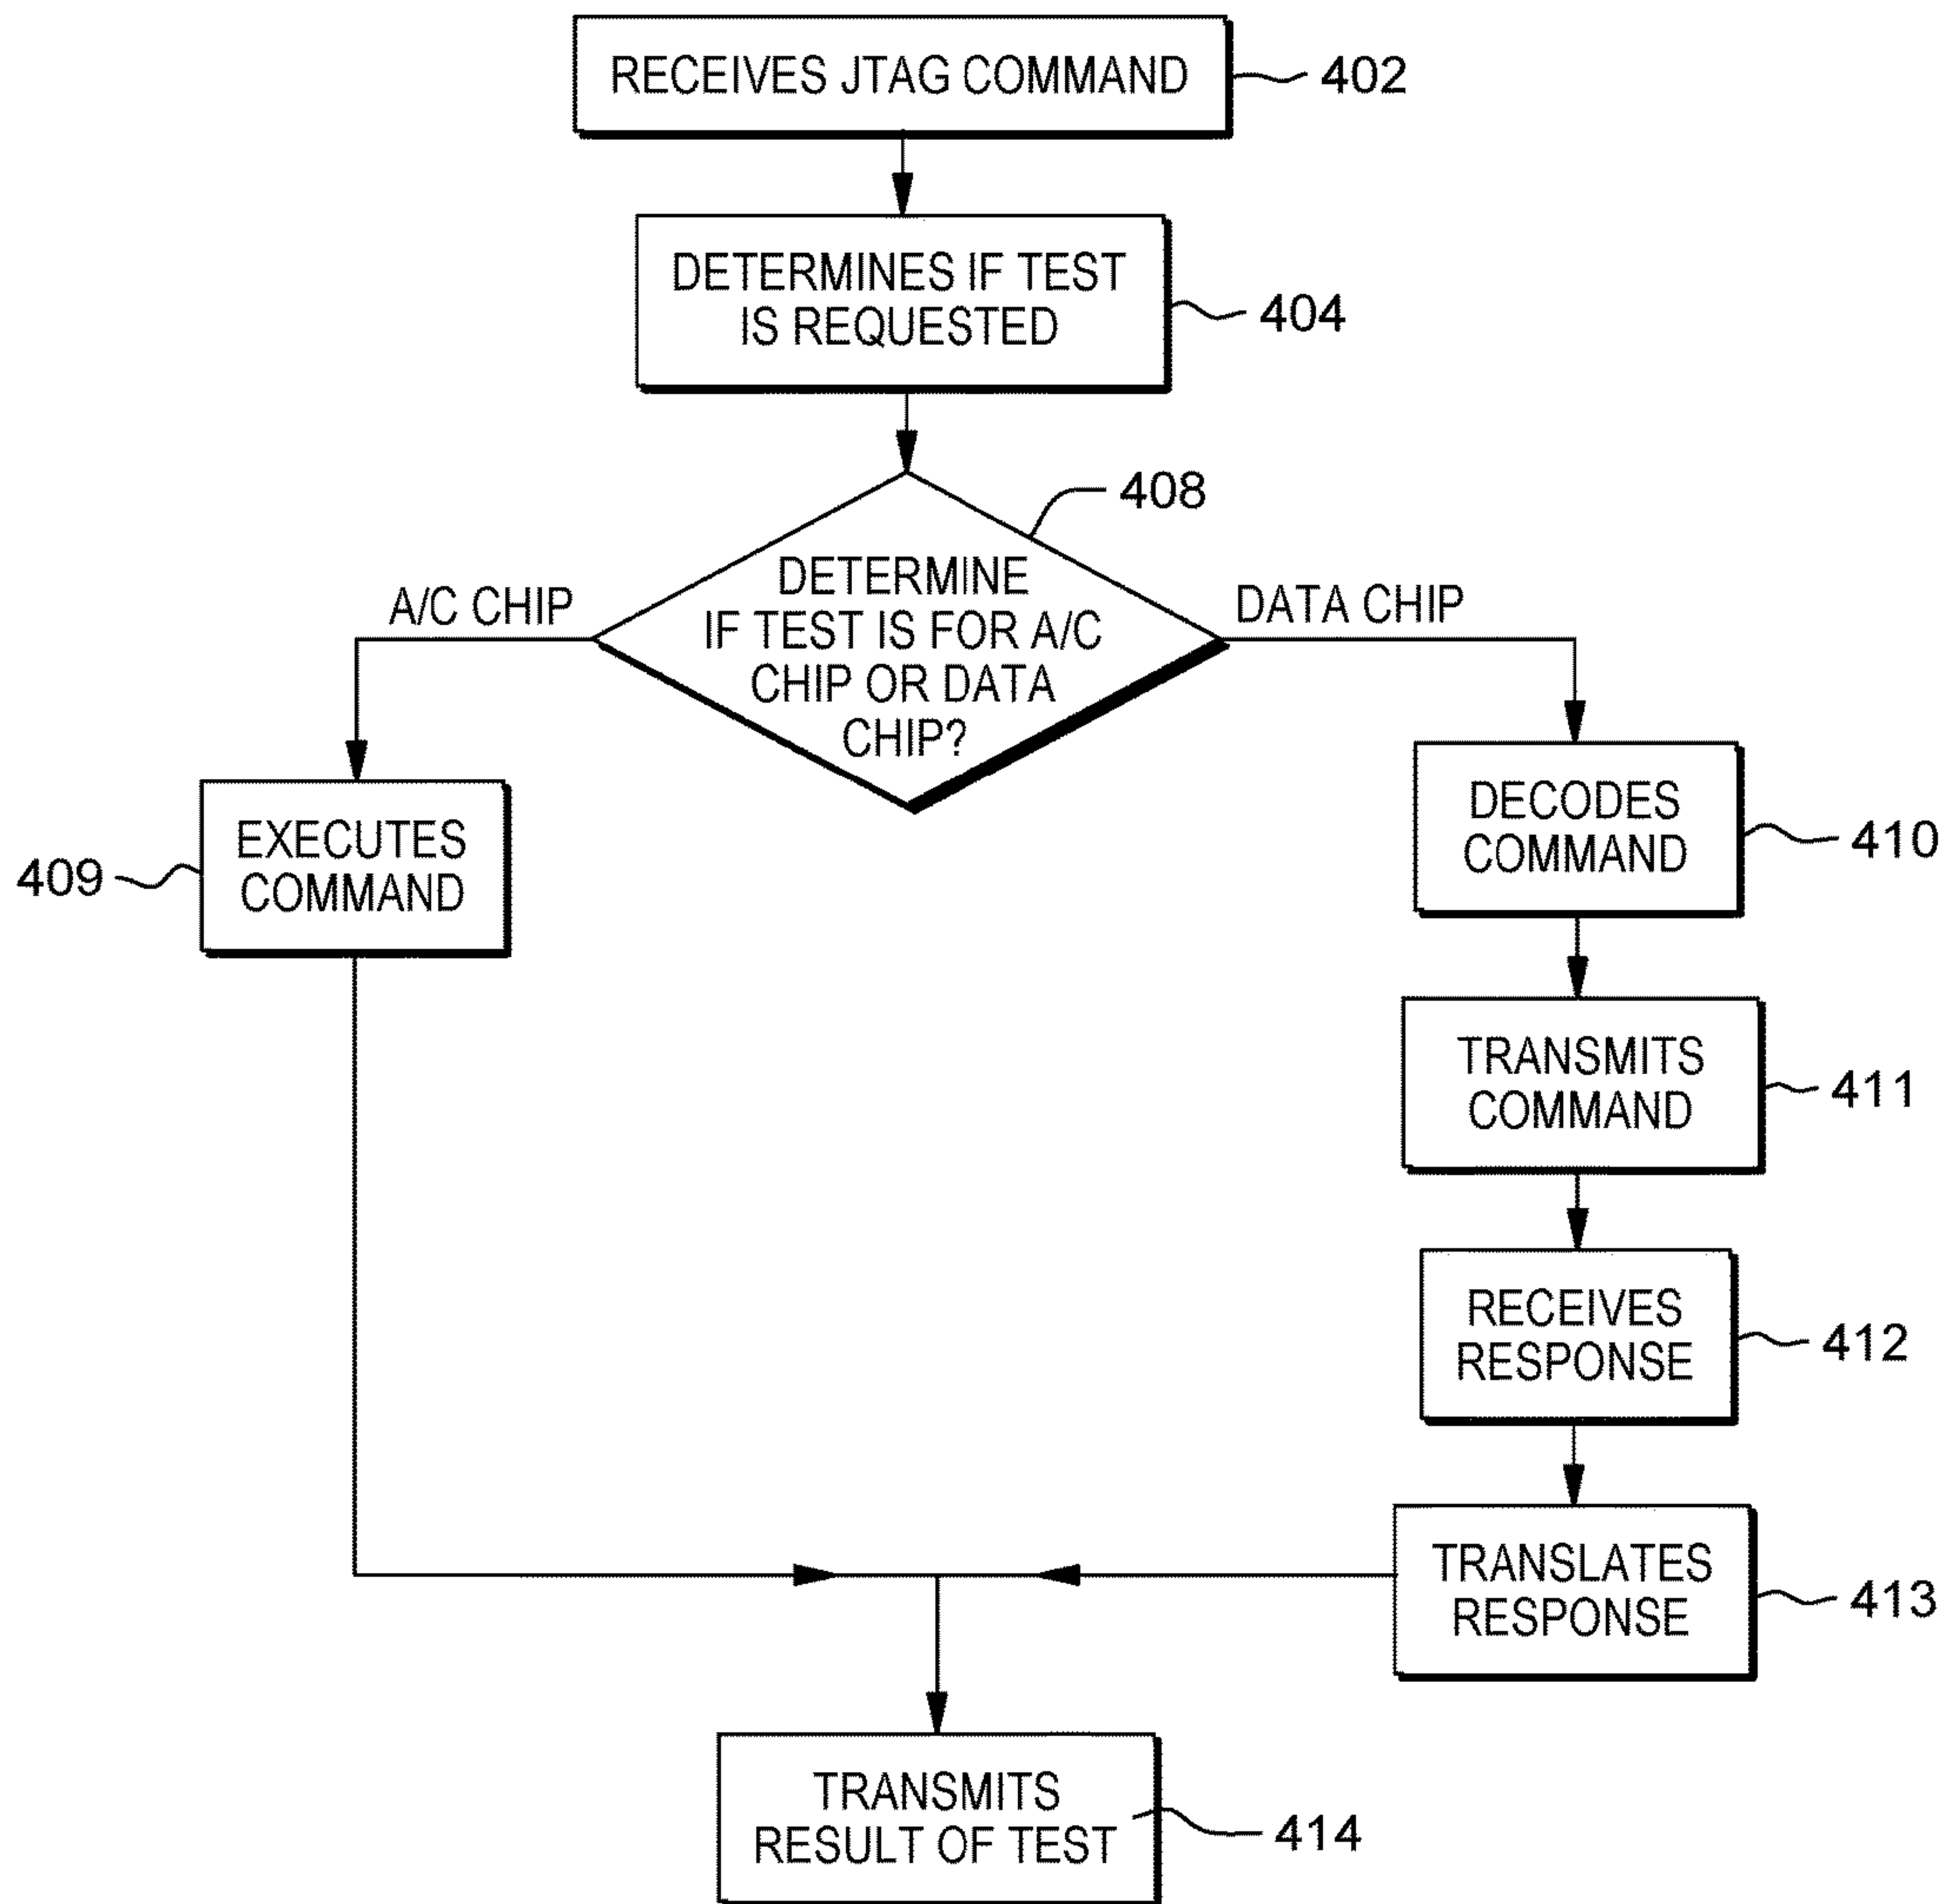 RECEIVES JTAG COMMAND
402
DETERMINES IF TEST
IS REQUESTED
404
408
DETERMINE
IF TEST IS FOR A/C
CHIP OR DATA
CHIP?
A/C CHIP
DATA CHIP
EXECUTES
COMMAND
409
DECODES
COMMAND
410
TRANSMITS
COMMAND
411
RECEIVES
RESPONSE
412
TRANSLATES
RESPONSE
413
TRANSMITS
RESULT OF TEST
414